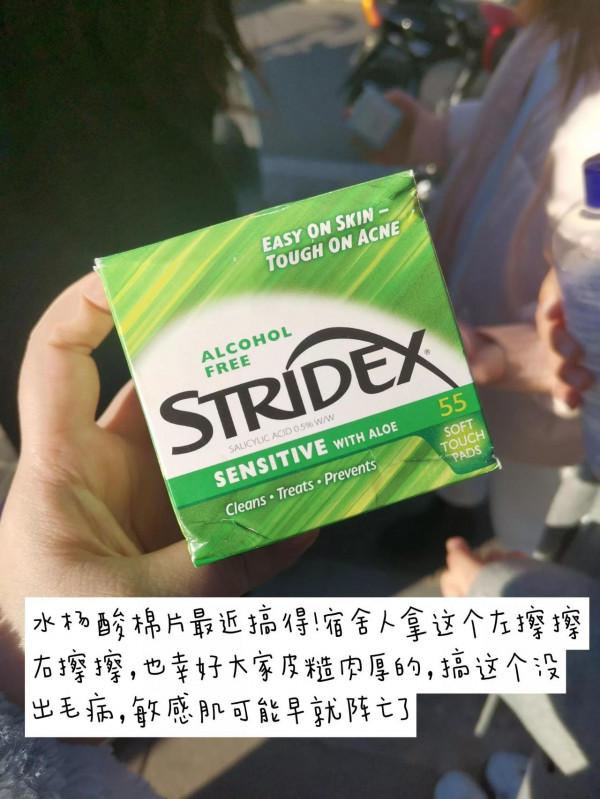 EASY ON SKIN –
TOUGH ON ACNE
ALCOHOL
FREE
STRIDEX®
SALICYLIC ACID 0.5% W/W
SENSITIVE WITH ALOE
55
SOFT
TOUCH
PADS
Cleans • Treats • Prevents
水杨酸棉片最近搞得!宿舍人拿这个左擦擦
右擦擦,也幸好大家皮糙肉厚的,搞这个没
出毛病,敏感肌可能早就阵亡了